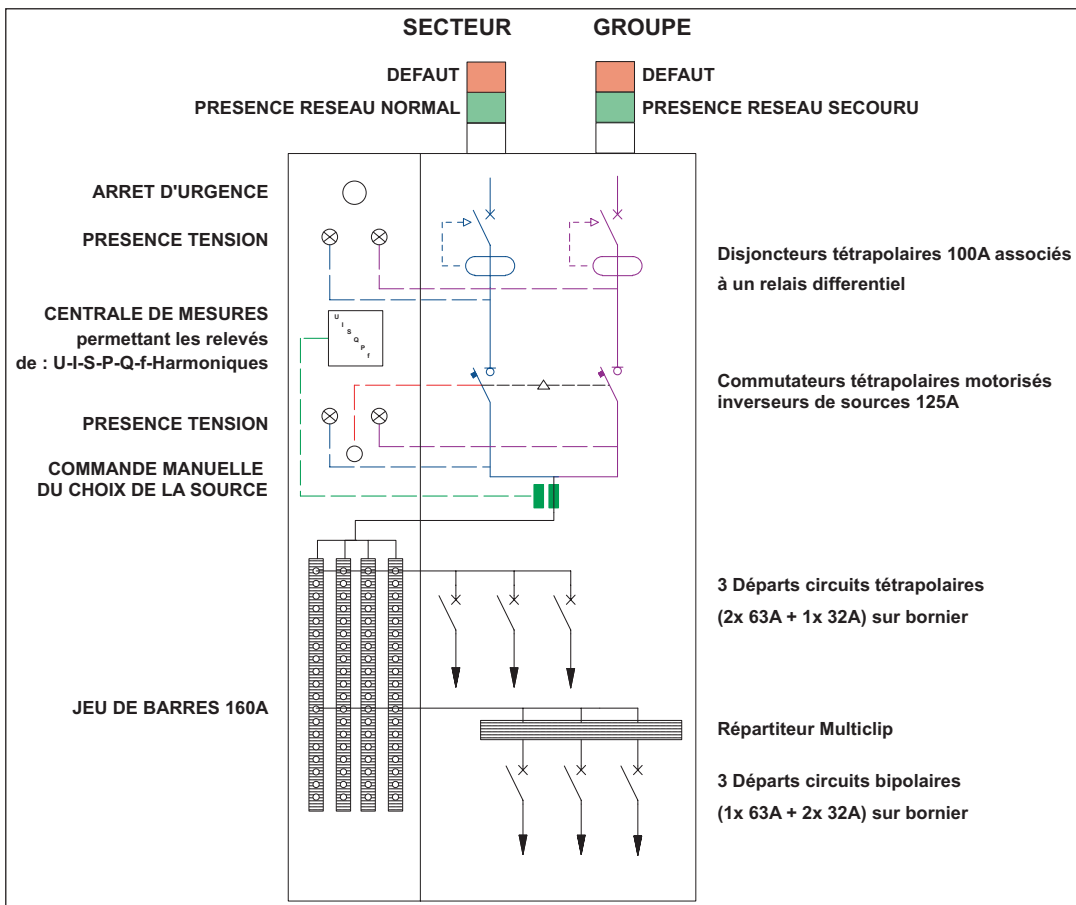 SECTEUR
GROUPE
DEFAUT
DEFAUT
PRESENCE RESEAU NORMAL
PRESENCE RESEAU SECOURU
ARRET D'URGENCE
PRESENCE TENSION
Disjoncteurs tétrapolaires 100A associés
à un relais differentiel
CENTRALE DE MESURES
permettant les relevés
de : U-I-S-P-Q-f-Harmoniques
U
I
S
Q
P
f
Commutateurs tétrapolaires motorisés
inverseurs de sources 125A
PRESENCE TENSION
COMMANDE MANUELLE
DU CHOIX DE LA SOURCE
3 Départs circuits tétrapolaires
(2x 63A + 1x 32A) sur bornier
JEU DE BARRES 160A
Répartiteur Multiclip
3 Départs circuits bipolaires
(1x 63A + 2x 32A) sur bornier